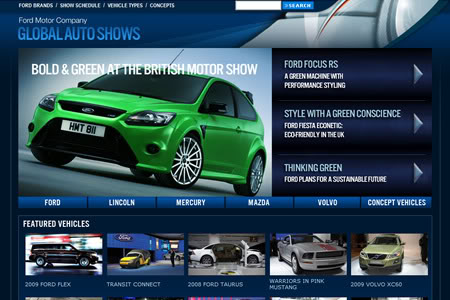 FORD BRANDS / SHOW SCHEDULE / VEHICLE TYPES / CONCEPTS
SEARCH
Ford Motor Company
GLOBAL AUTO SHOWS
BOLD & GREEN AT THE BRITISH MOTOR SHOW
HMT 811
FORD FOCUS RS
A GREEN MACHINE WITH
PERFORMANCE STYLING
STYLE WITH A GREEN CONSCIENCE
FORD FIESTA ECONETIC:
ECO-FRIENDLY IN THE UK
THINKING GREEN
FORD PLANS FOR A SUSTAINABLE FUTURE
FORD LINCOLN MERCURY MAZDA VOLVO CONCEPT VEHICLES
FEATURED VEHICLES
2009 FORD FLEX
TRANSIT CONNECT
2008 FORD TAURUS
WARRIORS IN PINK
MUSTANG
2009 VOLVO XC60